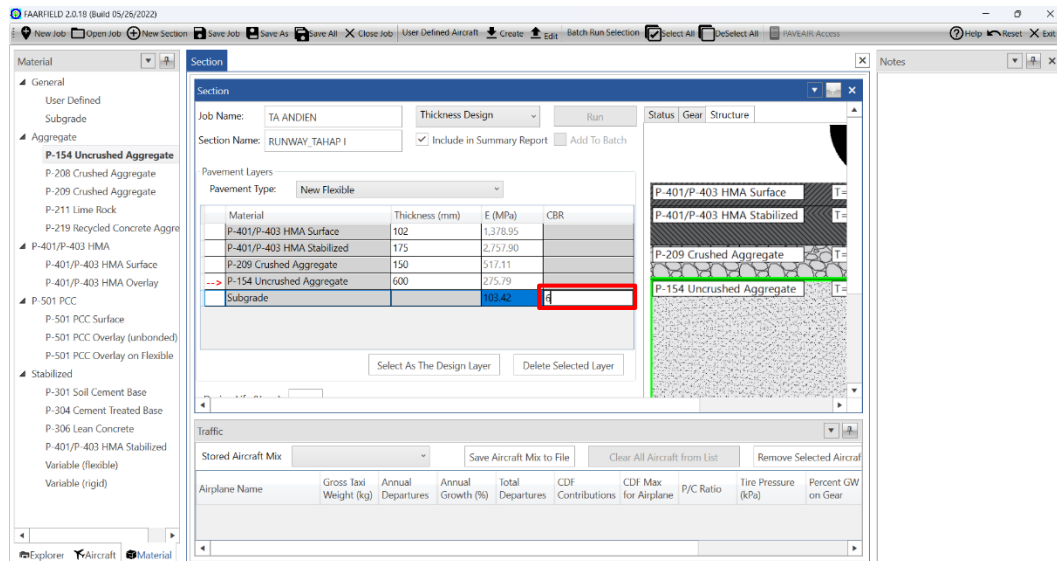 FAARFIELD 2.0.18 (Build 05/26/2022)
New Job Open Job New Section Save Job Save As Save All Close Job User Defined Aircraft Create Edit Batch Run Selection Select All DeSelect All PAVEAIR Access Help Reset Exit
Material
General
User Defined
Subgrade
Aggregate
P-154 Uncrushed Aggregate
P-208 Crushed Aggregate
P-209 Crushed Aggregate
P-211 Lime Rock
P-219 Recycled Concrete Aggre
P-401/P-403 HMA
P-401/P-403 HMA Surface
P-401/P-403 HMA Overlay
P-501 PCC
P-501 PCC Surface
P-501 PCC Overlay (unbonded)
P-501 PCC Overlay on Flexible
Stabilized
P-301 Soil Cement Base
P-304 Cement Treated Base
P-306 Lean Concrete
P-401/P-403 HMA Stabilized
Variable (flexible)
Variable (rigid)
Explorer Aircraft Material
Section
Section
Job Name: TA ANDIEN Thickness Design Run
Section Name: RUNWAY_TAHAP I Include in Summary Report Add To Batch
Pavement Layers
Pavement Type: New Flexible
Material Thickness (mm) E (MPa) CBR
P-401/P-403 HMA Surface 102 1,378.95
P-401/P-403 HMA Stabilized 175 2,757.90
P-209 Crushed Aggregate 150 517.11
--> P-154 Uncrushed Aggregate 600 275.79
Subgrade 103.42 6
Select As The Design Layer Delete Selected Layer
Status Gear Structure
P-401/P-403 HMA Surface T=
P-401/P-403 HMA Stabilized T=
P-209 Crushed Aggregate T=
P-154 Uncrushed Aggregate T=
Traffic
Stored Aircraft Mix Save Aircraft Mix to File Clear All Aircraft from List Remove Selected Aircraf
Airplane Name Gross Taxi Weight (kg) Annual Departures Annual Growth (%) Total Departures CDF Contributions CDF Max for Airplane P/C Ratio Tire Pressure (kPa) Percent GW on Gear
Notes